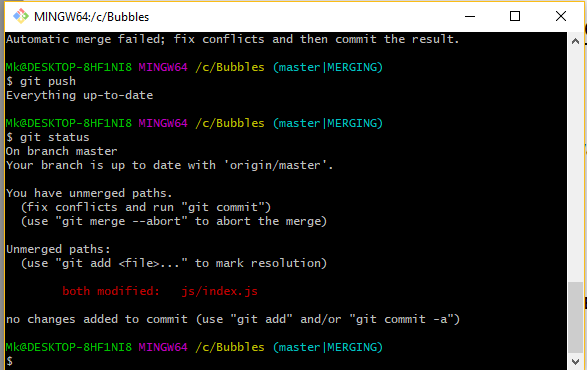 MINGW64:/c/Bubbles
Automatic merge failed; fix conflicts and then commit the result.
Mk@DESKTOP-8HF1NI8 MINGW64 /c/Bubbles (master|MERGING)
$ git push
Everything up-to-date
Mk@DESKTOP-8HF1NI8 MINGW64 /c/Bubbles (master|MERGING)
$ git status
On branch master
Your branch is up to date with 'origin/master'.
You have unmerged paths.
  (fix conflicts and run "git commit")
  (use "git merge --abort" to abort the merge)
Unmerged paths:
  (use "git add <file>..." to mark resolution)
        both modified:   js/index.js
no changes added to commit (use "git add" and/or "git commit -a")
Mk@DESKTOP-8HF1NI8 MINGW64 /c/Bubbles (master|MERGING)
$